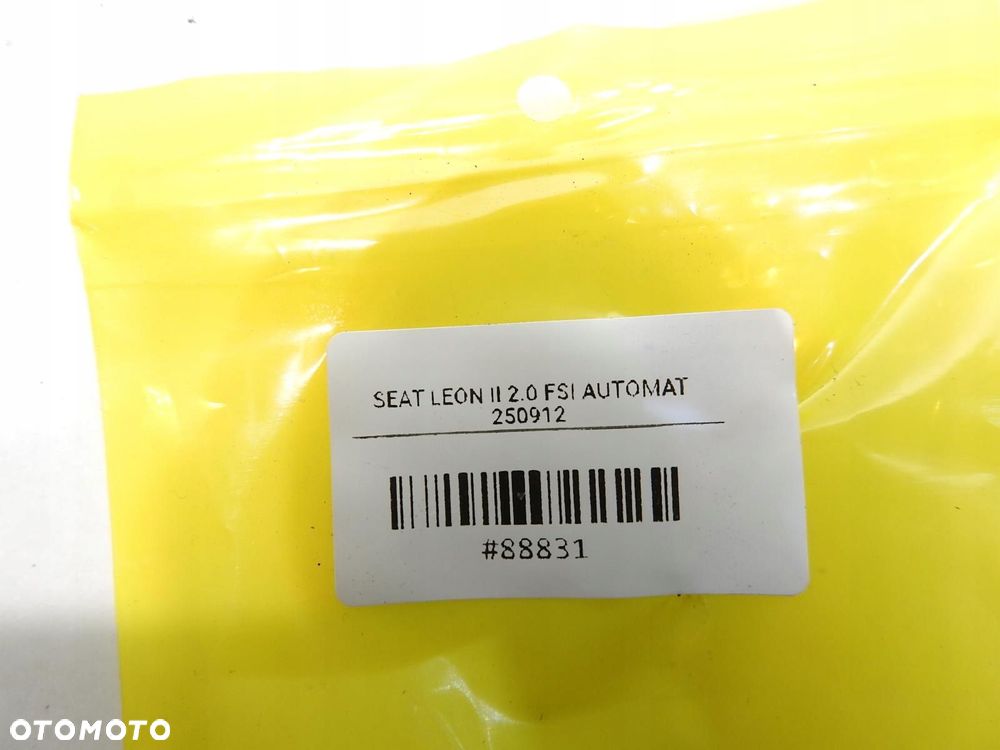 SEAT LEON II 2.0 FSI AUTOMAT
250912
#88831
OTOMOTO